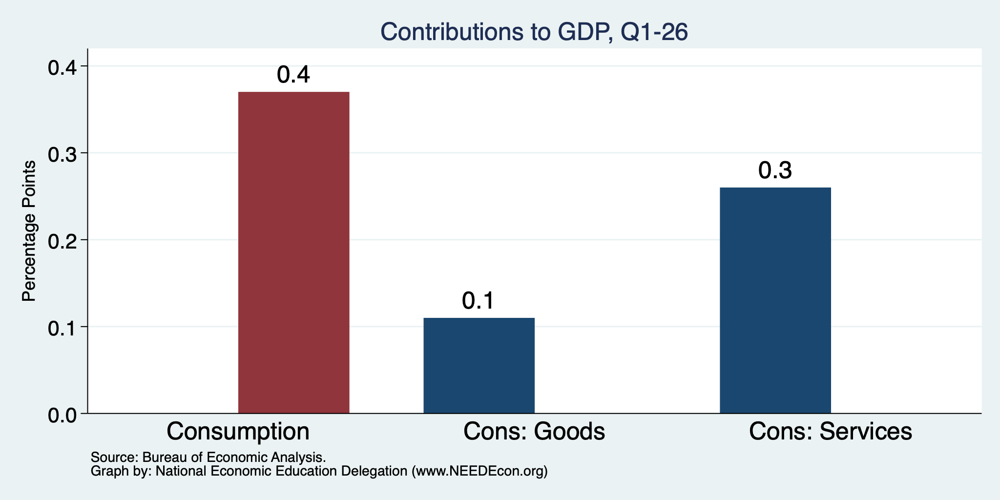 Contributions to GDP, Q1-26
Percentage Points
0.4
0.3
0.2
0.1
0.0
0.4
0.1
0.3
Consumption
Cons: Goods
Cons: Services
Source: Bureau of Economic Analysis.
Graph by: National Economic Education Delegation (www.NEEDEcon.org)